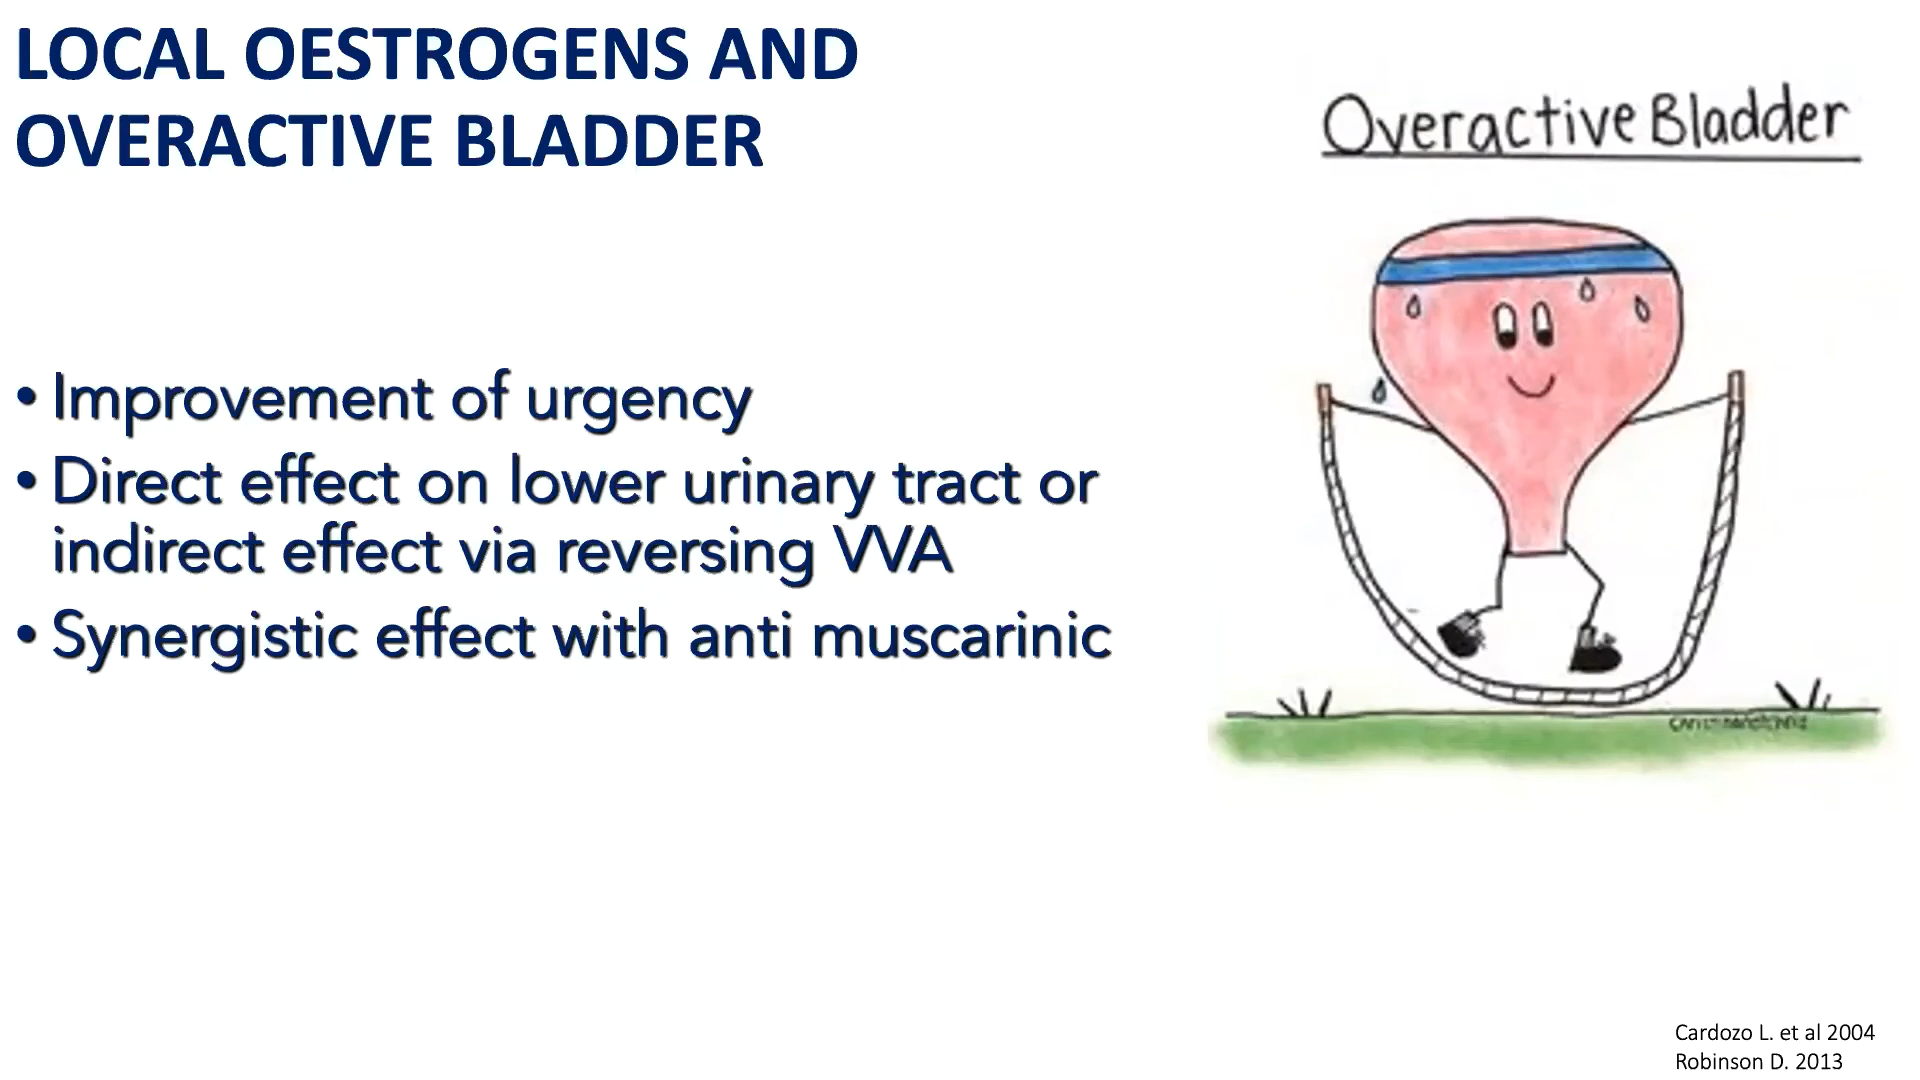 LOCAL OESTROGENS AND
OVERACTIVE BLADDER
Overactive Bladder
• Improvement of urgency
• Direct effect on lower urinary tract or
indirect effect via reversing VVA
• Synergistic effect with anti muscarinic
Cardozo L. et al 2004
Robinson D. 2013